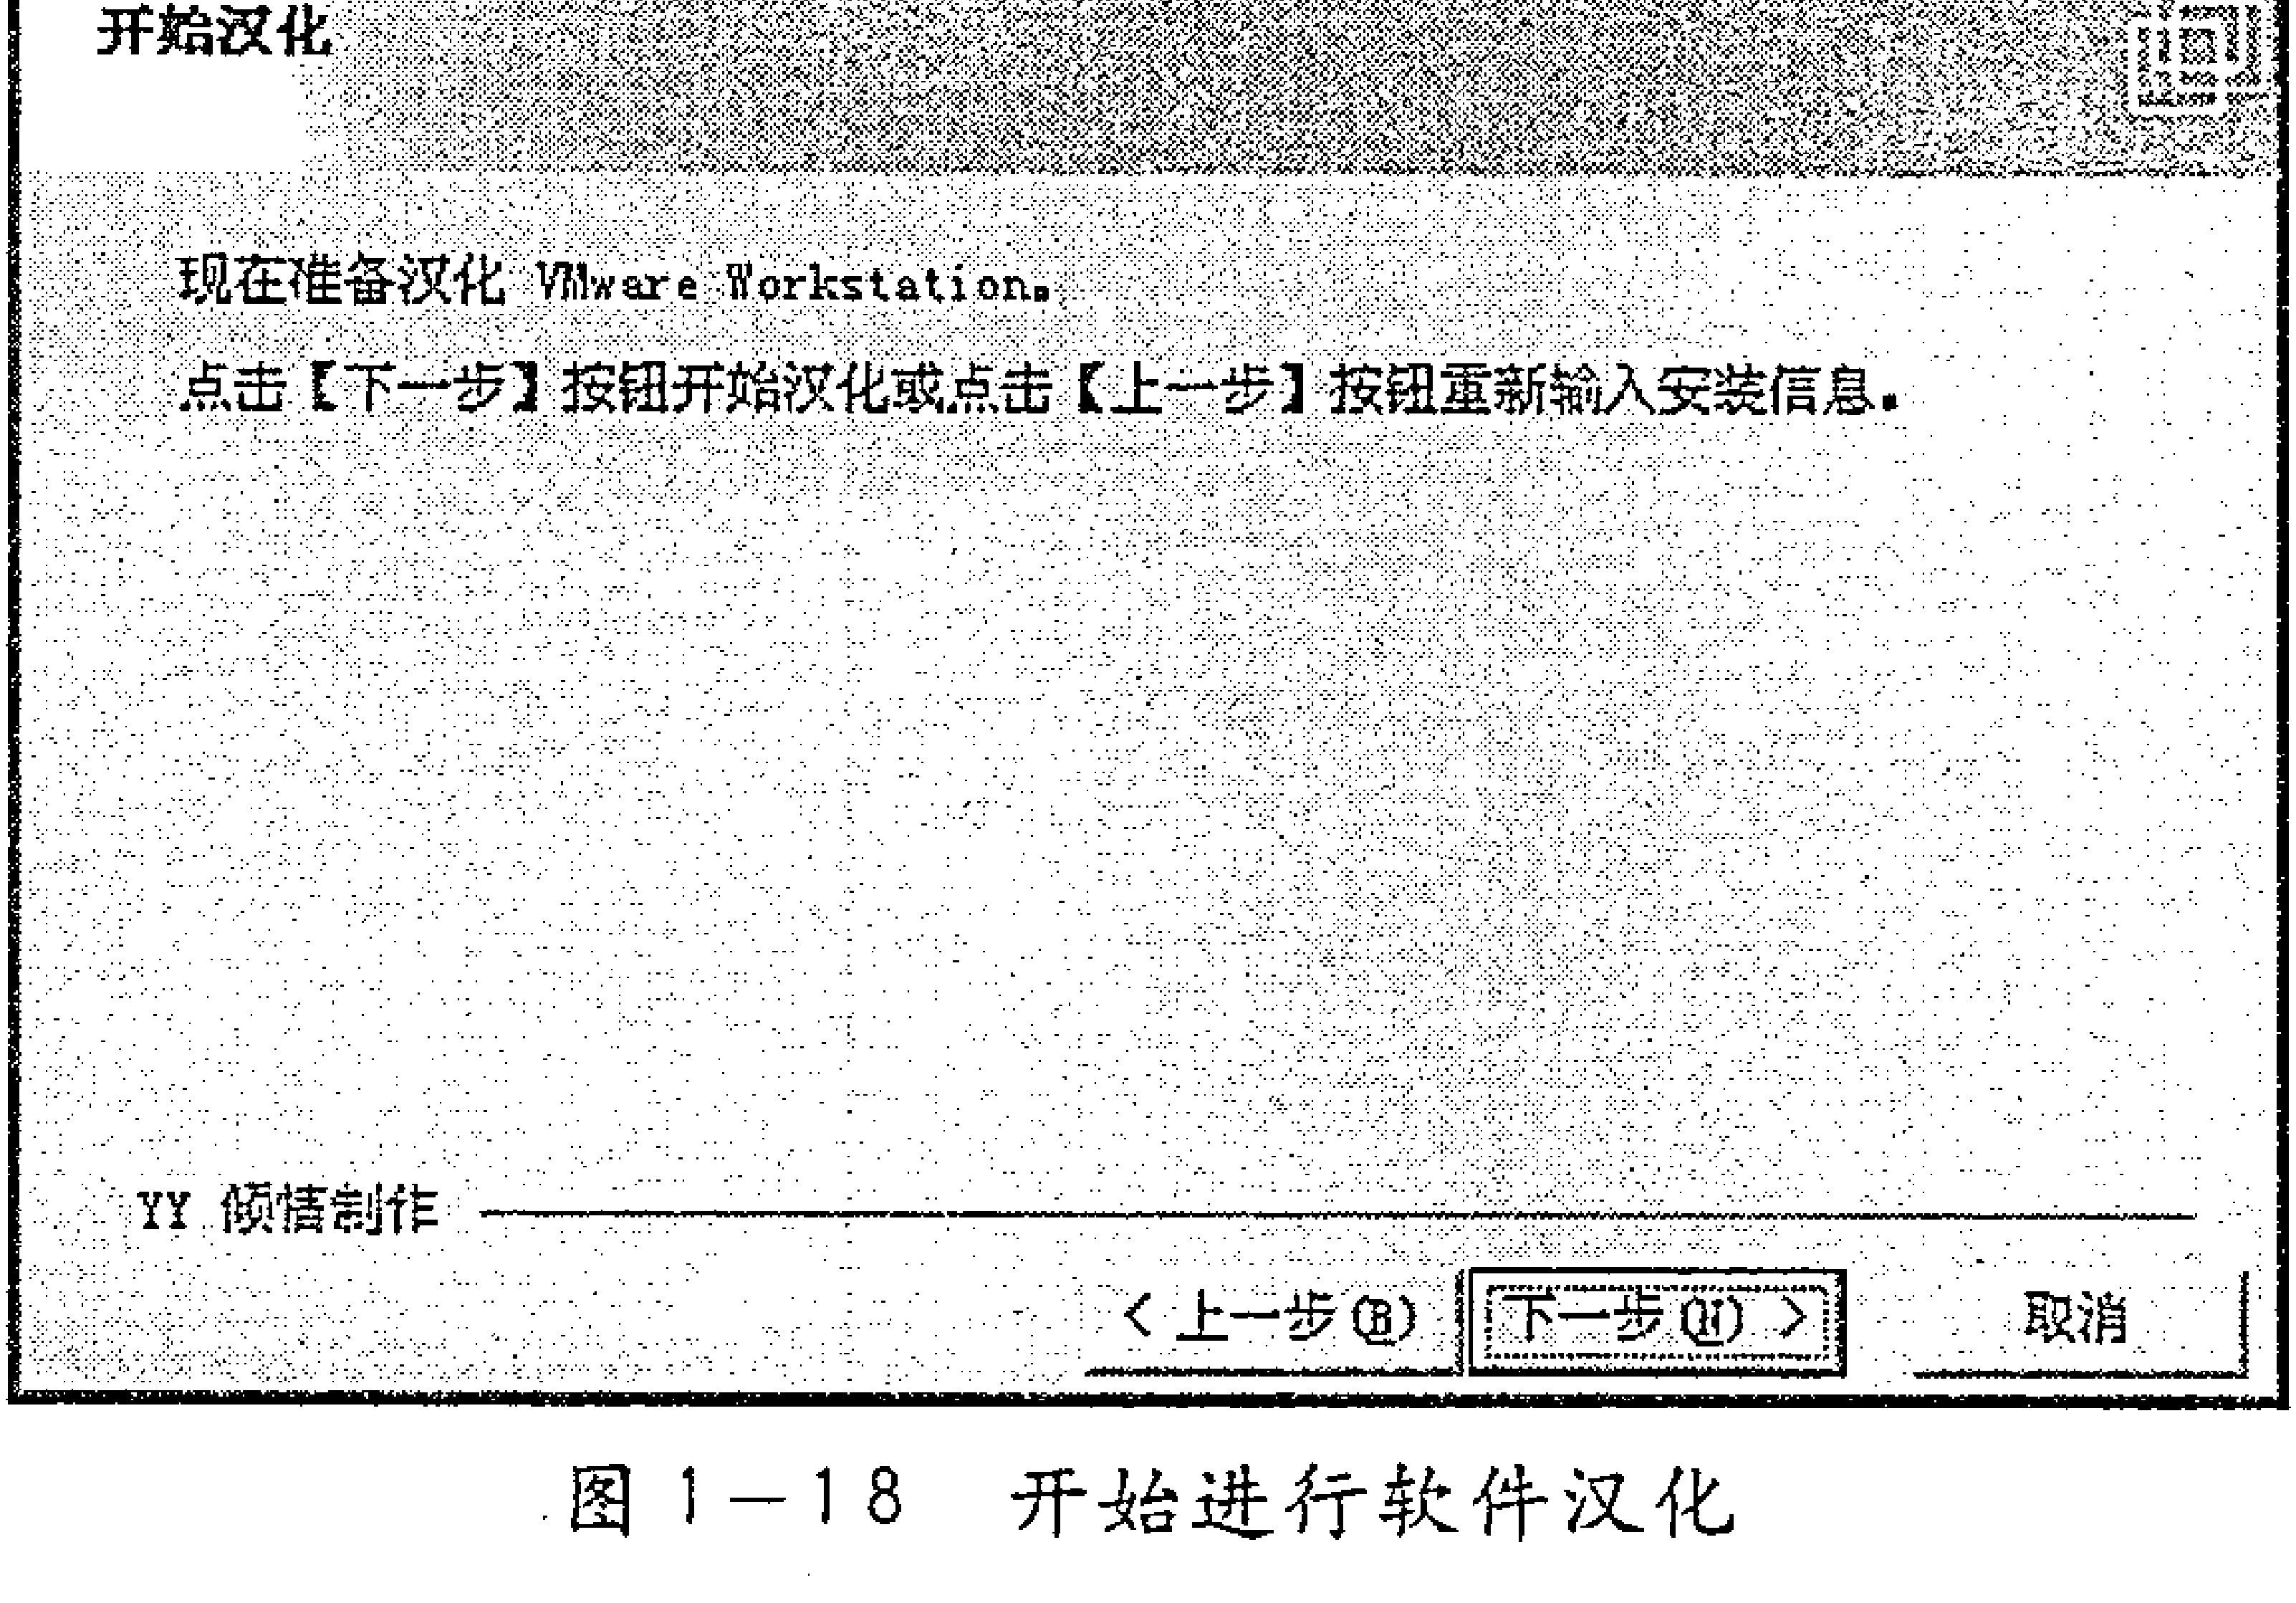 开始汉化
现在准备汉化 VMware Workstation。
点击【下一步】按钮开始汉化或点击【上一步】按钮重新输入安装信息。
YY 倾情制作
< 上一步(B) 下一步(N) > 取消
图 1-18 开始进行软件汉化